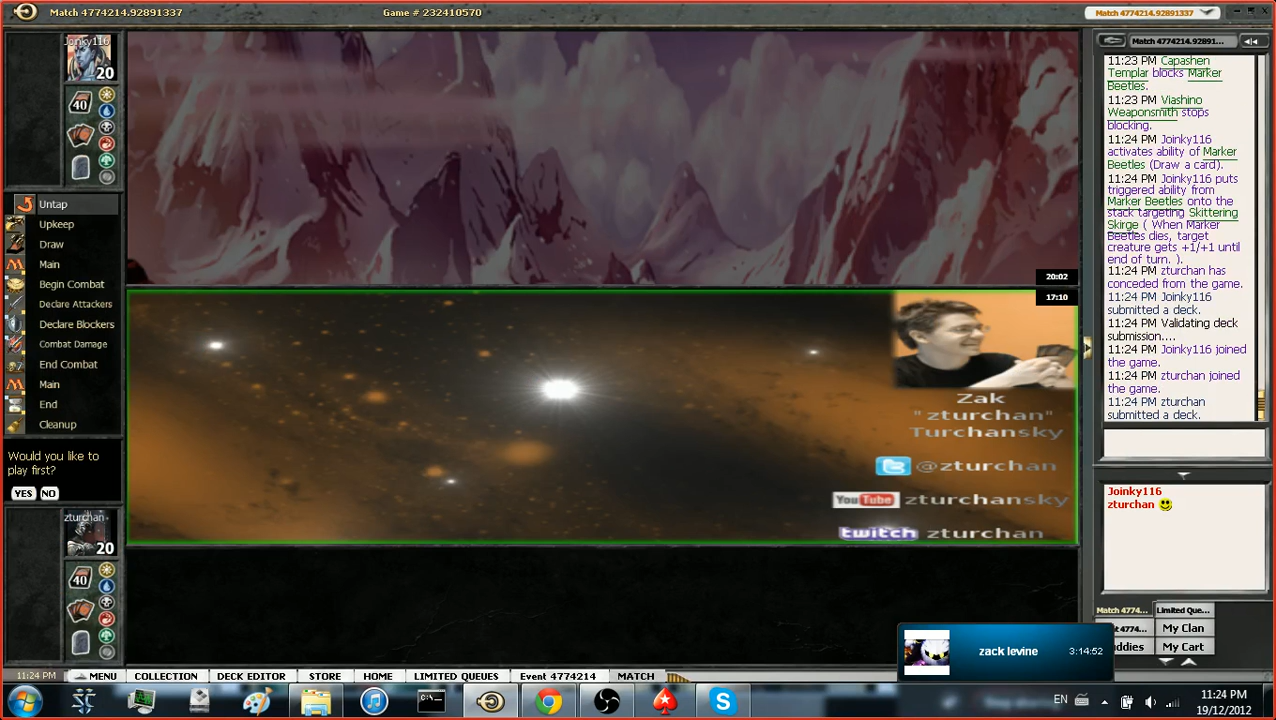 Match 4774214.92891337
Game # 232410570
Match 4774214.92891337
Joinky116
20
40
Untap
Upkeep
Draw
Main
Begin Combat
Declare Attackers
Declare Blockers
Combat Damage
End Combat
Main
End
Cleanup
Would you like to
play first?
YES NO
zturchan
20
40
20:02
17:10
Zak
"zturchan"
Turchansky
@zturchan
YouTube zturchansky
twitch zturchan
Match 4774214.92891...
11:23 PM Capashen
Templar blocks Marker
Beetles.
11:23 PM Viashino
Weaponsmith stops
blocking.
11:24 PM Joinky116
activates ability of Marker
Beetles (Draw a card).
11:24 PM Joinky116 puts
triggered ability from
Marker Beetles onto the
stack targeting Skittering
Skirge ( When Marker
Beetles dies, target
creature gets +1/+1 until
end of turn. ).
11:24 PM zturchan has
conceded from the game.
11:24 PM Joinky116
submitted a deck.
11:24 PM Validating deck
submission....
11:24 PM Joinky116 joined
the game.
11:24 PM zturchan joined
the game.
11:24 PM zturchan
submitted a deck.
Joinky116
zturchan
Match 4774... Limited Que...
nt 4774... My Clan
uddies My Cart
zack levine 3:14:52
11:24 PM MENU COLLECTION DECK EDITOR STORE HOME LIMITED QUEUES Event 4774214 MATCH
C:\
EN
11:24 PM
19/12/2012